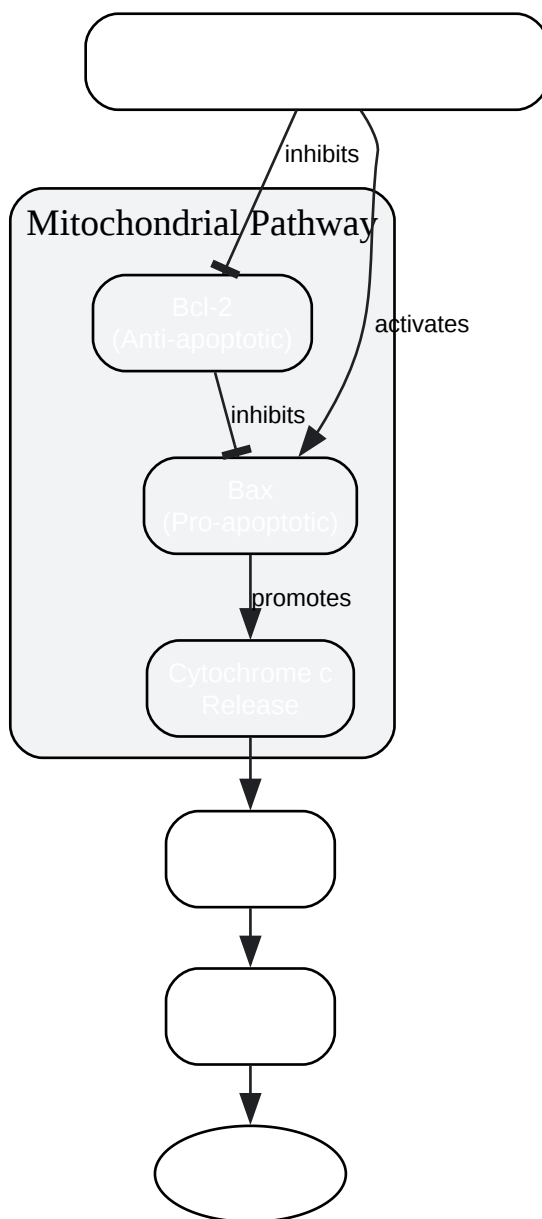 inhibits
Mitochondrial Pathway
Bcl-2
(Anti-apoptotic)
activates
inhibits
Bax
(Pro-apoptotic)
promotes
Cytochrome c
Release